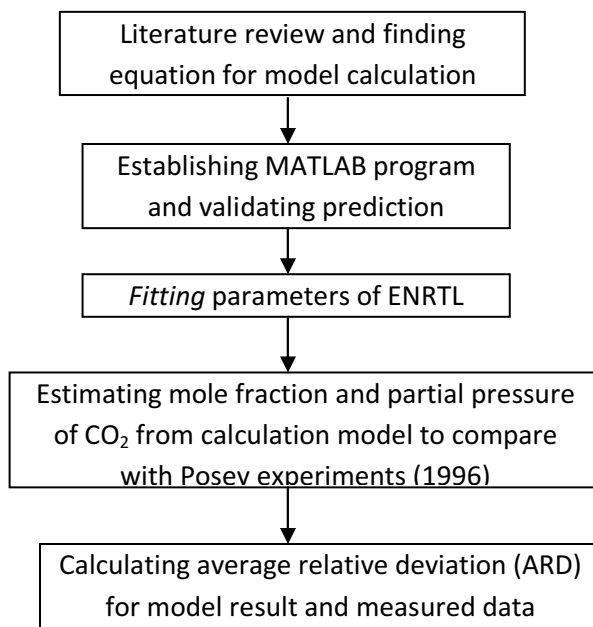 Literature review and finding
equation for model calculation
Establishing MATLAB program
and validating prediction
Fitting parameters of ENRTL
Estimating mole fraction and partial pressure
of CO₂ from calculation model to compare
with Posey experiments (1996)
Calculating average relative deviation (ARD)
for model result and measured data